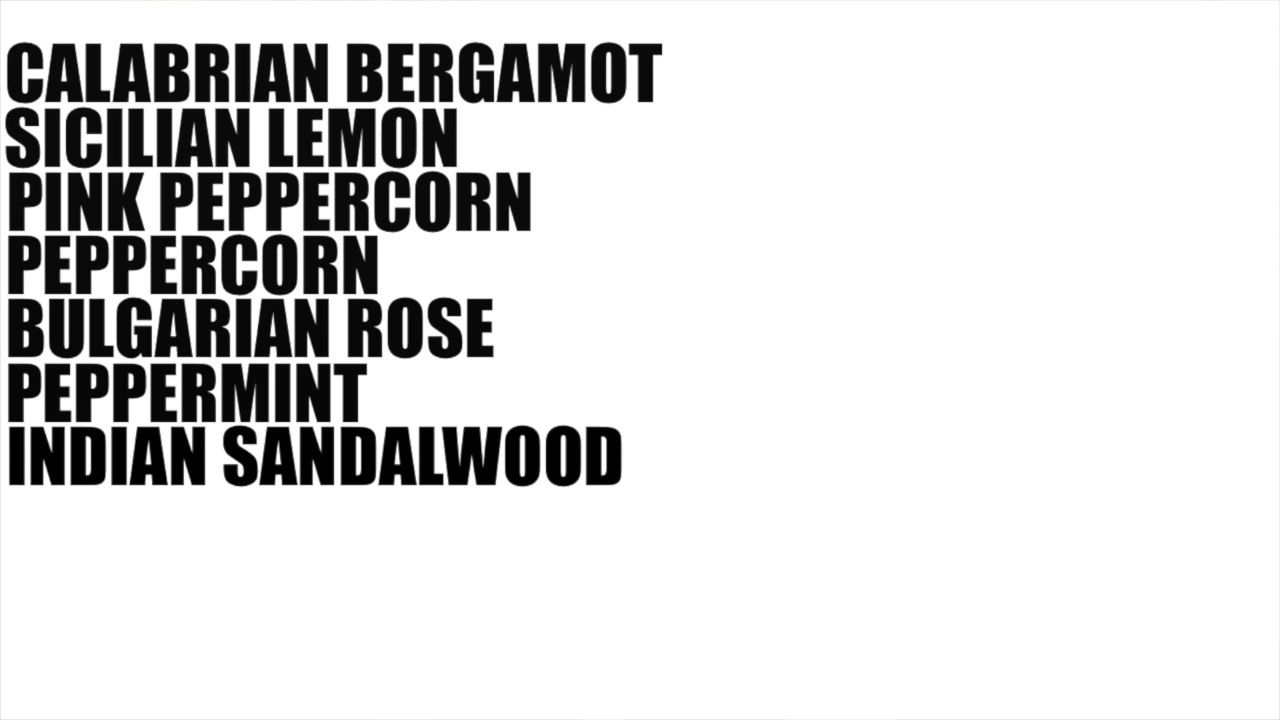 CALABRIAN BERGAMOT
SICILIAN LEMON
PINK PEPPERCORN
PEPPERCORN
BULGARIAN ROSE
PEPPERMINT
INDIAN SANDALWOOD